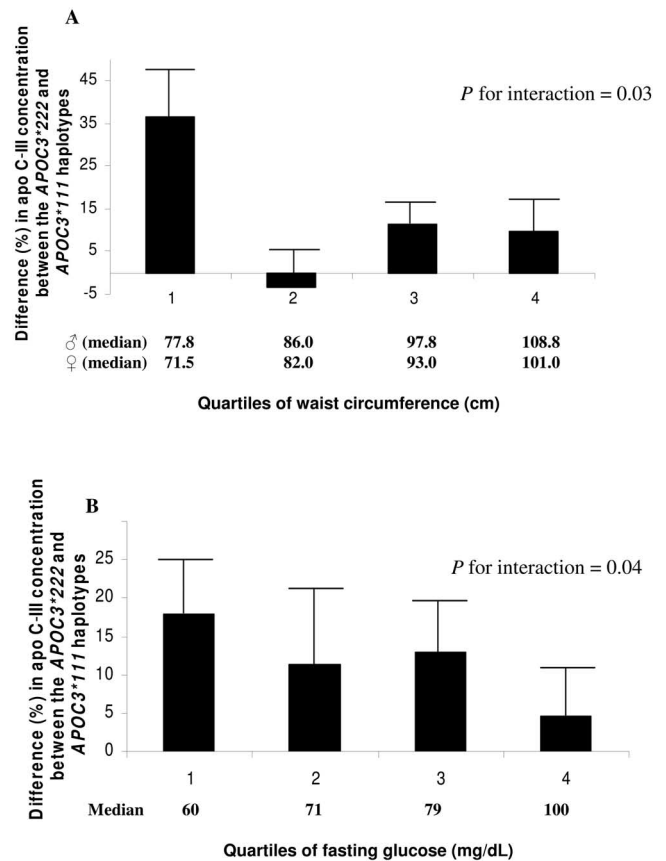 A
Difference (%) in apo C-III concentration
between the APOC3*222 and
APOC3*111 haplotypes
45
35
25
15
5
-5
P for interaction = 0.03
1 2 3 4
♂ (median) 77.8 86.0 97.8 108.8
♀ (median) 71.5 82.0 93.0 101.0
Quartiles of waist circumference (cm)
B
Difference (%) in apo C-III concentration
between the APOC3*222 and
APOC3*111 haplotypes
25
20
15
10
5
0
P for interaction = 0.04
1 2 3 4
Median 60 71 79 100
Quartiles of fasting glucose (mg/dL)